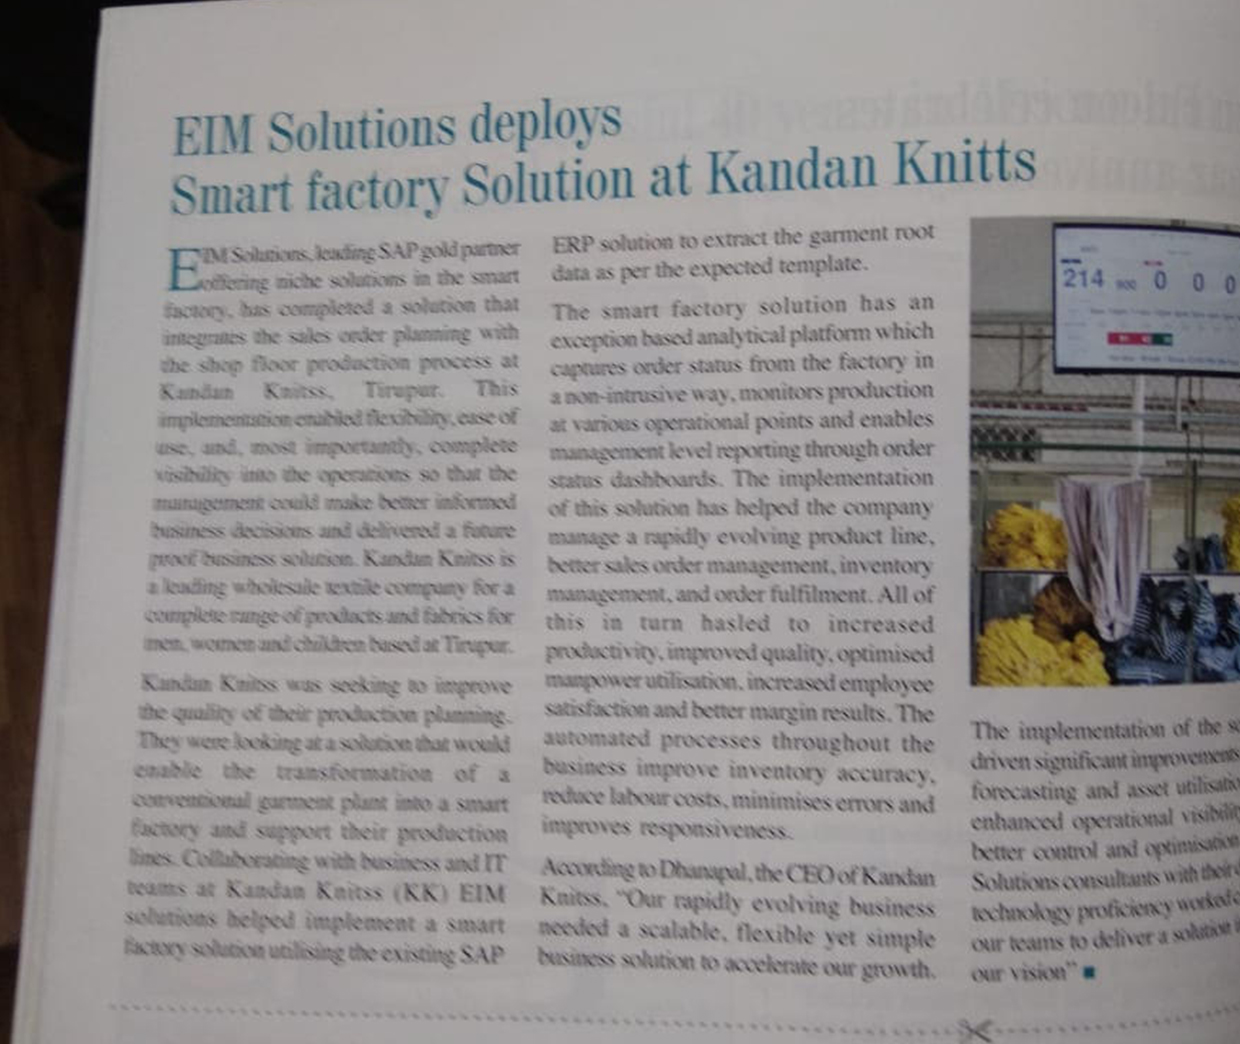 EIM Solutions deploys
Smart factory Solution at Kandan Knitts
EIM Solutions, leading SAP gold partner
offering niche solutions in the smart
factory, has completed a solution that
integrates the sales order planning with
the shop floor production process at
Kandan Knitss, Tirupur. This
implementation enabled flexibility, ease of
use, and, most importantly, complete
visibility into the operations so that the
management could make better informed
business decisions and delivered a future
proof business solution. Kandan Knitss is
a leading wholesale textile company for a
complete range of products and fabrics for
men, women and children based at Tirupur.
Kandan Knitss was seeking to improve
the quality of their production planning.
They were looking at a solution that would
enable the transformation of a
conventional garment plant into a smart
factory and support their production
lines. Collaborating with business and IT
teams at Kandan Knitss (KK) EIM
solutions helped implement a smart
factory solution utilising the existing SAP
ERP solution to extract the garment root
data as per the expected template.
The smart factory solution has an
exception based analytical platform which
captures order status from the factory in
a non-intrusive way, monitors production
at various operational points and enables
management level reporting through order
status dashboards. The implementation
of this solution has helped the company
manage a rapidly evolving product line,
better sales order management, inventory
management, and order fulfilment. All of
this in turn hasled to increased
productivity, improved quality, optimised
manpower utilisation, increased employee
satisfaction and better margin results. The
automated processes throughout the
business improve inventory accuracy,
reduce labour costs, minimises errors and
improves responsiveness.
According to Dhanapal, the CEO of Kandan
Knitss, “Our rapidly evolving business
needed a scalable, flexible yet simple
business solution to accelerate our growth.
214 900 0 0 0
The implementation of the
driven significant improvements
forecasting and asset
enhanced operational
better control and optimisation
Solutions consultants with their
technology proficiency
our teams to deliver a solution
our vision” ■